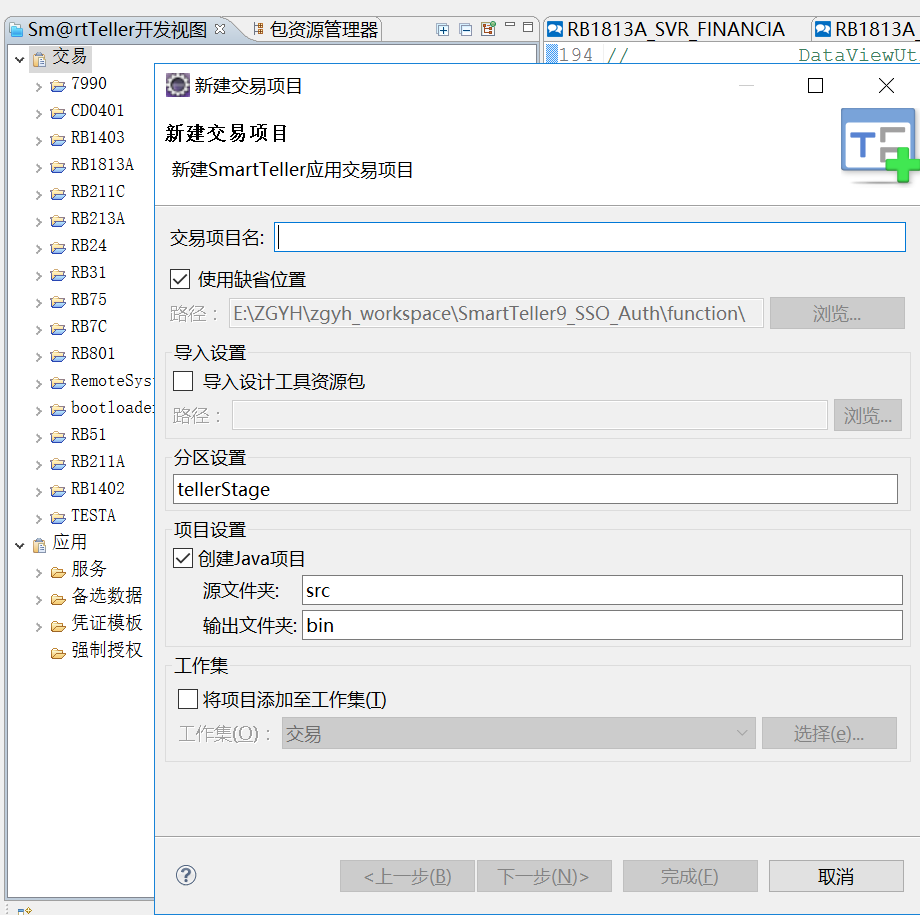 Sm@rtTeller开发视图
包资源管理器
RB1813A_SVR_FINANCIA
RB1813A_
194 //
DataViewUt
交易
7990
CD0401
RB1403
RB1813A
RB211C
RB213A
RB24
RB31
RB75
RB7C
RB801
RemoteSys
bootloade
RB51
RB211A
RB1402
TESTA
应用
服务
备选数据
凭证模板
强制授权
新建交易项目
新建交易项目
新建SmartTeller应用交易项目
交易项目名:
使用缺省位置
路径： E:\ZGYH\zgyh_workspace\SmartTeller9_SSO_Auth\function\ 浏览...
导入设置
导入设计工具资源包
路径： 浏览...
分区设置
tellerStage
项目设置
创建Java项目
源文件夹: src
输出文件夹: bin
工作集
将项目添加至工作集(T)
工作集(O)： 交易 选择(e)...
<上一步(B) 下一步(N)> 完成(F) 取消